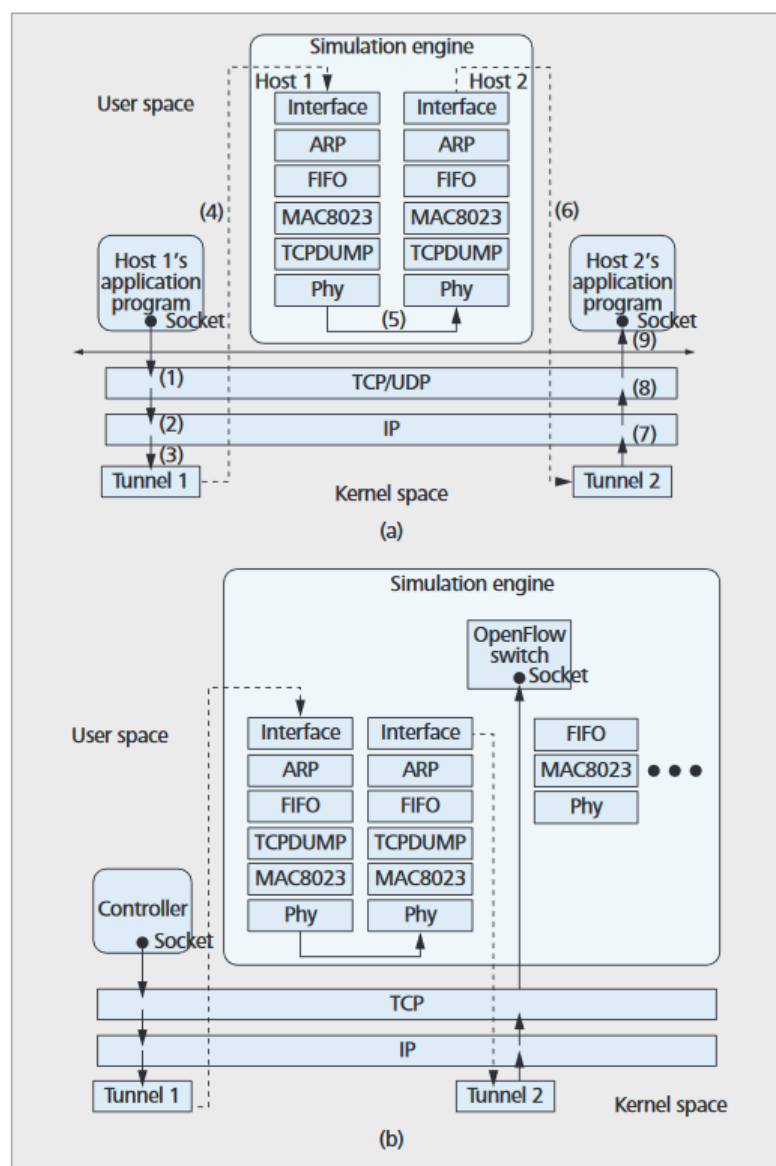 Simulation engine
Host 1
Host 2
User space
Interface
Interface
ARP
ARP
FIFO
FIFO
(4)
(6)
MAC8023
MAC8023
Host 1's
application
program
TCPDUMP
TCPDUMP
Host 2's
application
program
Phy
Phy
Socket
(5)
Socket
(9)
(1)
TCP/UDP
(8)
(2)
IP
(7)
(3)
Tunnel 1
Tunnel 2
Kernel space
(a)
Simulation engine
OpenFlow
switch
Socket
User space
Interface
Interface
FIFO
ARP
ARP
MAC8023
FIFO
FIFO
Phy
TCPDUMP
TCPDUMP
MAC8023
MAC8023
Controller
Phy
Phy
Socket
TCP
IP
Tunnel 1
Tunnel 2
Kernel space
(b)